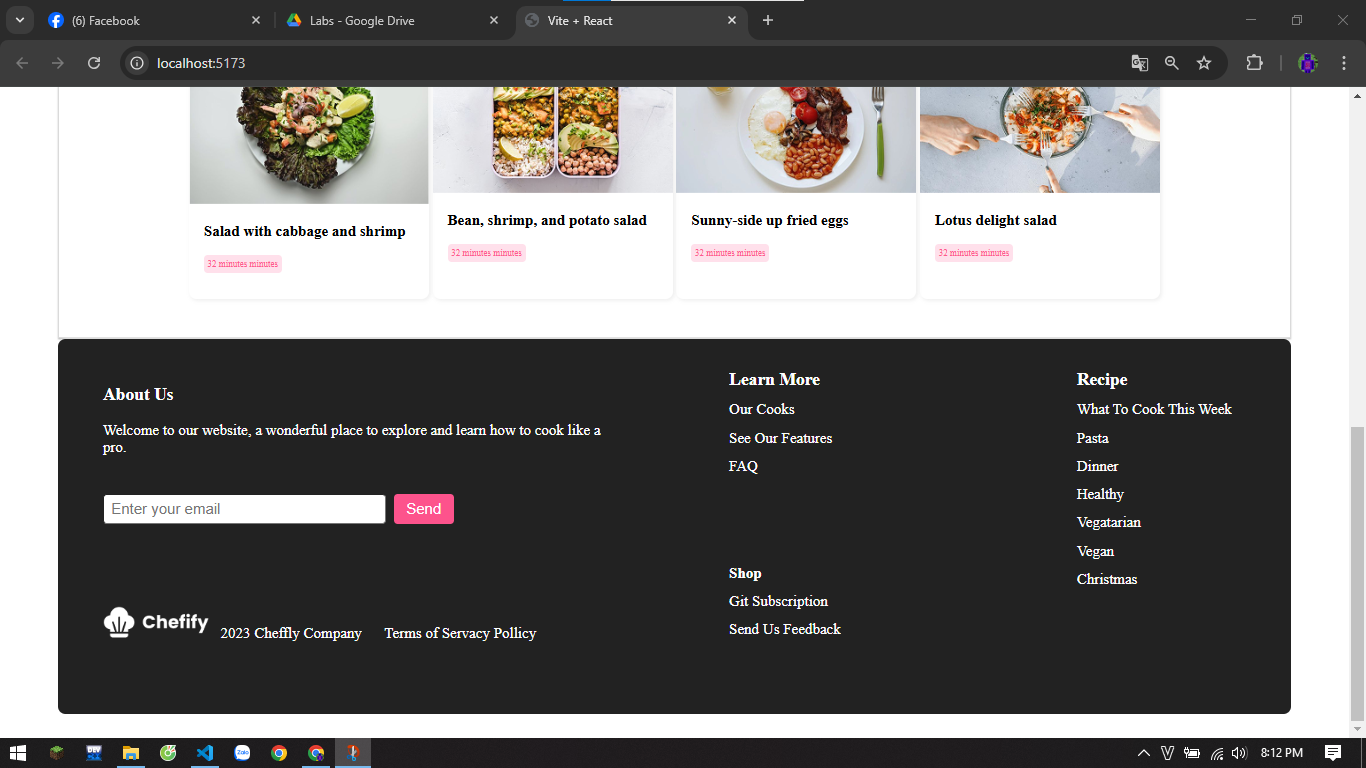 (6) Facebook
Labs - Google Drive
Vite + React
localhost:5173
Salad with cabbage and shrimp
32 minutes minutes
Bean, shrimp, and potato salad
32 minutes minutes
Sunny-side up fried eggs
32 minutes minutes
Lotus delight salad
32 minutes minutes
About Us
Welcome to our website, a wonderful place to explore and learn how to cook like a
pro.
Enter your email
Send
Chefify
2023 Cheffly Company
Terms of Servacy Pollicy
Learn More
Our Cooks
See Our Features
FAQ
Shop
Git Subscription
Send Us Feedback
Recipe
What To Cook This Week
Pasta
Dinner
Healthy
Vegatarian
Vegan
Christmas
Zalo
V
8:12 PM